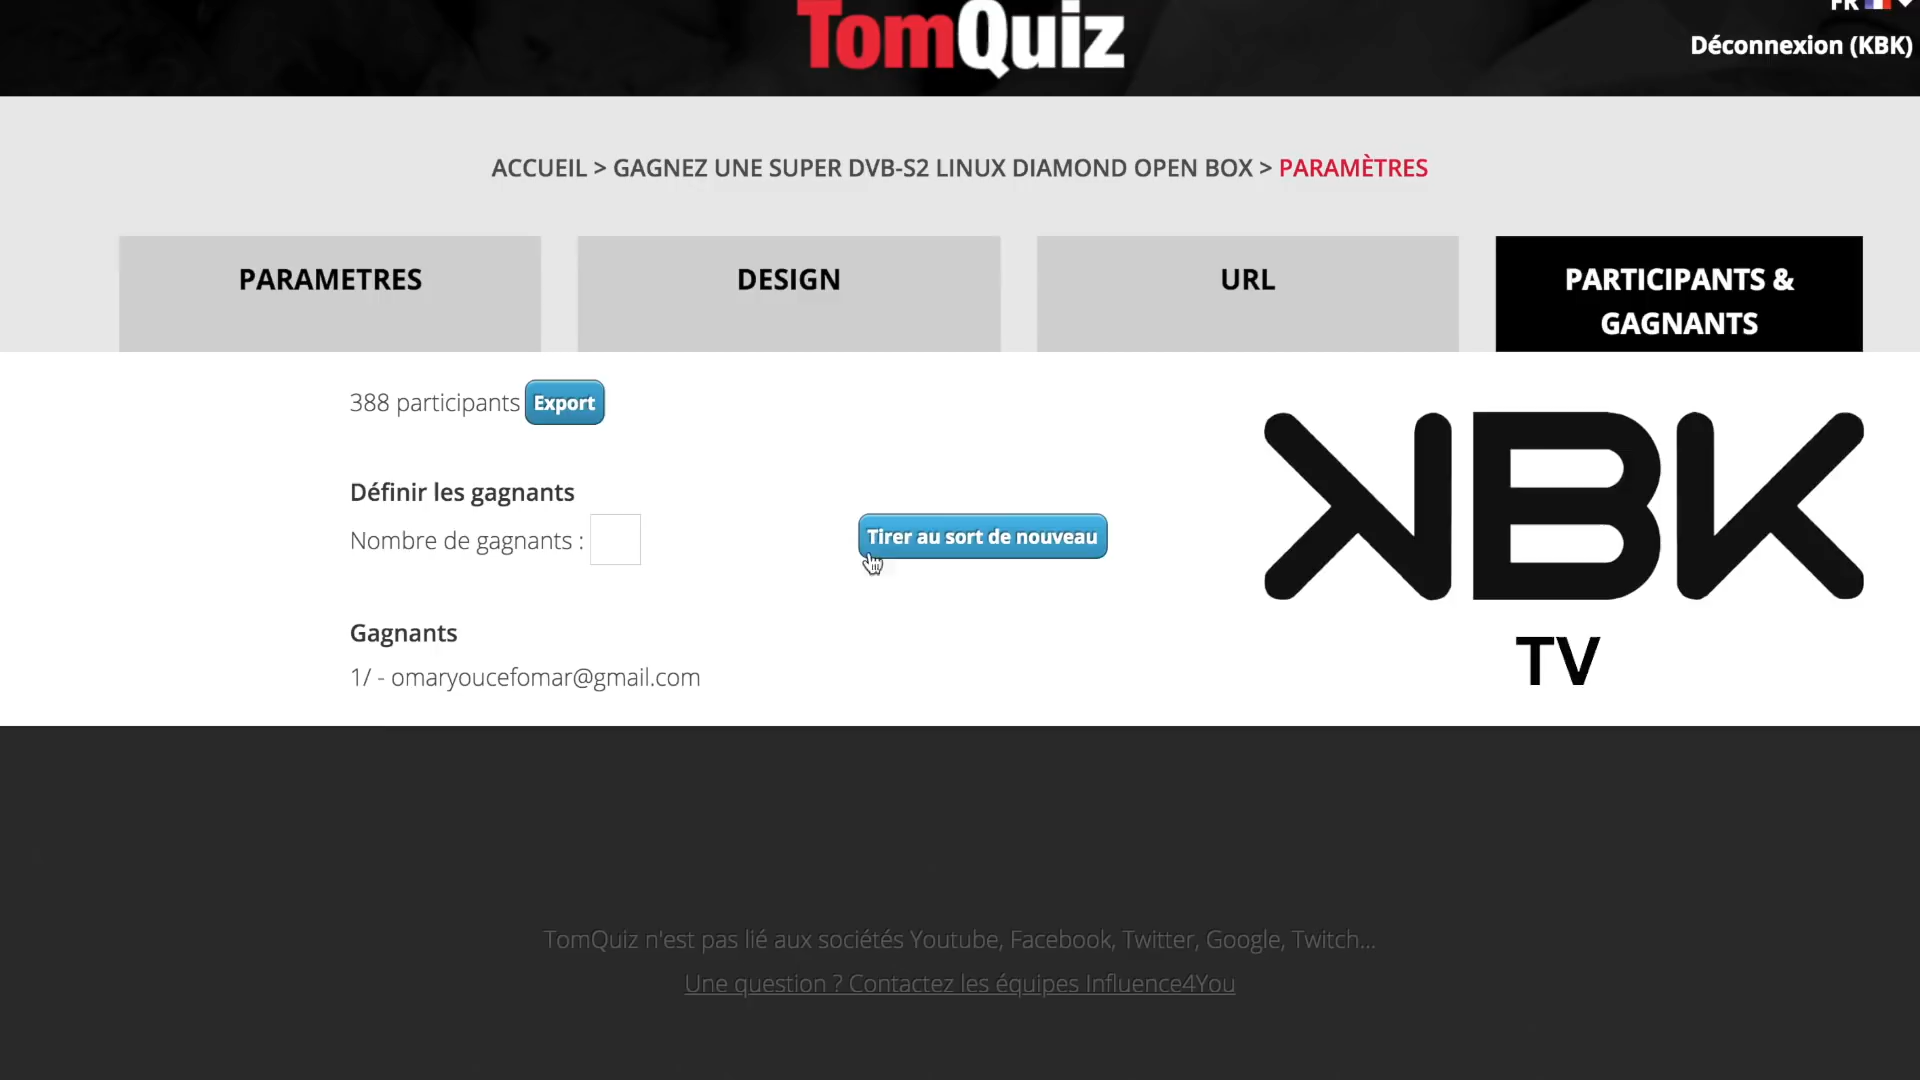 TomQuiz
FR
Déconnexion (KBK)
ACCUEIL > GAGNEZ UNE SUPER DVB-S2 LINUX DIAMOND OPEN BOX > PARAMÈTRES
PARAMETRES
DESIGN
URL
PARTICIPANTS &
GAGNANTS
388 participants Export
Définir les gagnants
Nombre de gagnants :
Tirer au sort de nouveau
Gagnants
1/ - omaryoucefomar@gmail.com
KBK
TV
TomQuiz n'est pas lié aux sociétés Youtube, Facebook, Twitter, Google, Twitch...
Une question ? Contactez les équipes Influence4You